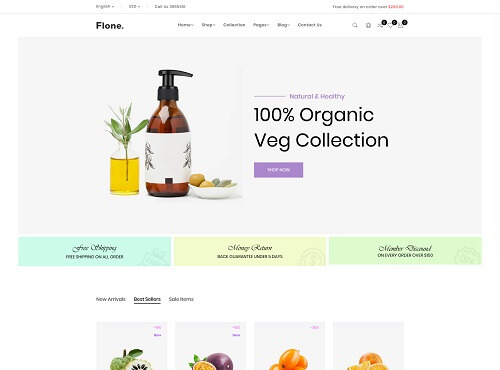 English
USD
Call Us 3965410
Free delivery on order over $200.00
Flone.
Home
Shop
Collection
Pages
Blog
Contact Us
0
0
0
Natural & Healthy
100% Organic
Veg Collection
SHOP NOW
Free Shipping
FREE SHIPPING ON ALL ORDER
Money Return
BACK GUARANTEE UNDER 5 DAYS
Member Discound
ON EVERY ORDER OVER $150
New Arrivals
Best Sellers
Sale Items
-10%
New
-10%
New